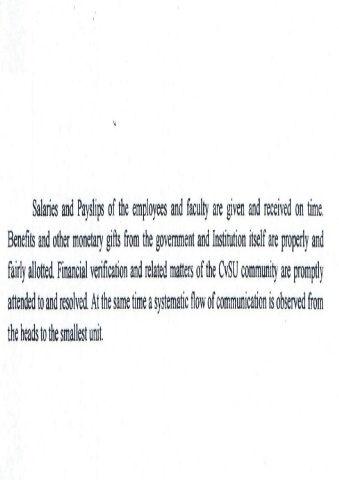 Salaries and Payslips of the employees and faculty are given and received on time.
Benefits and other monetary gifts from the government and Institution itself are properly and
fairly allotted. Financial verification and related matters of the CvSU community are promptly
attended to and resolved. At the same time a systematic flow of communication is observed from
the heads to the smallest unit.